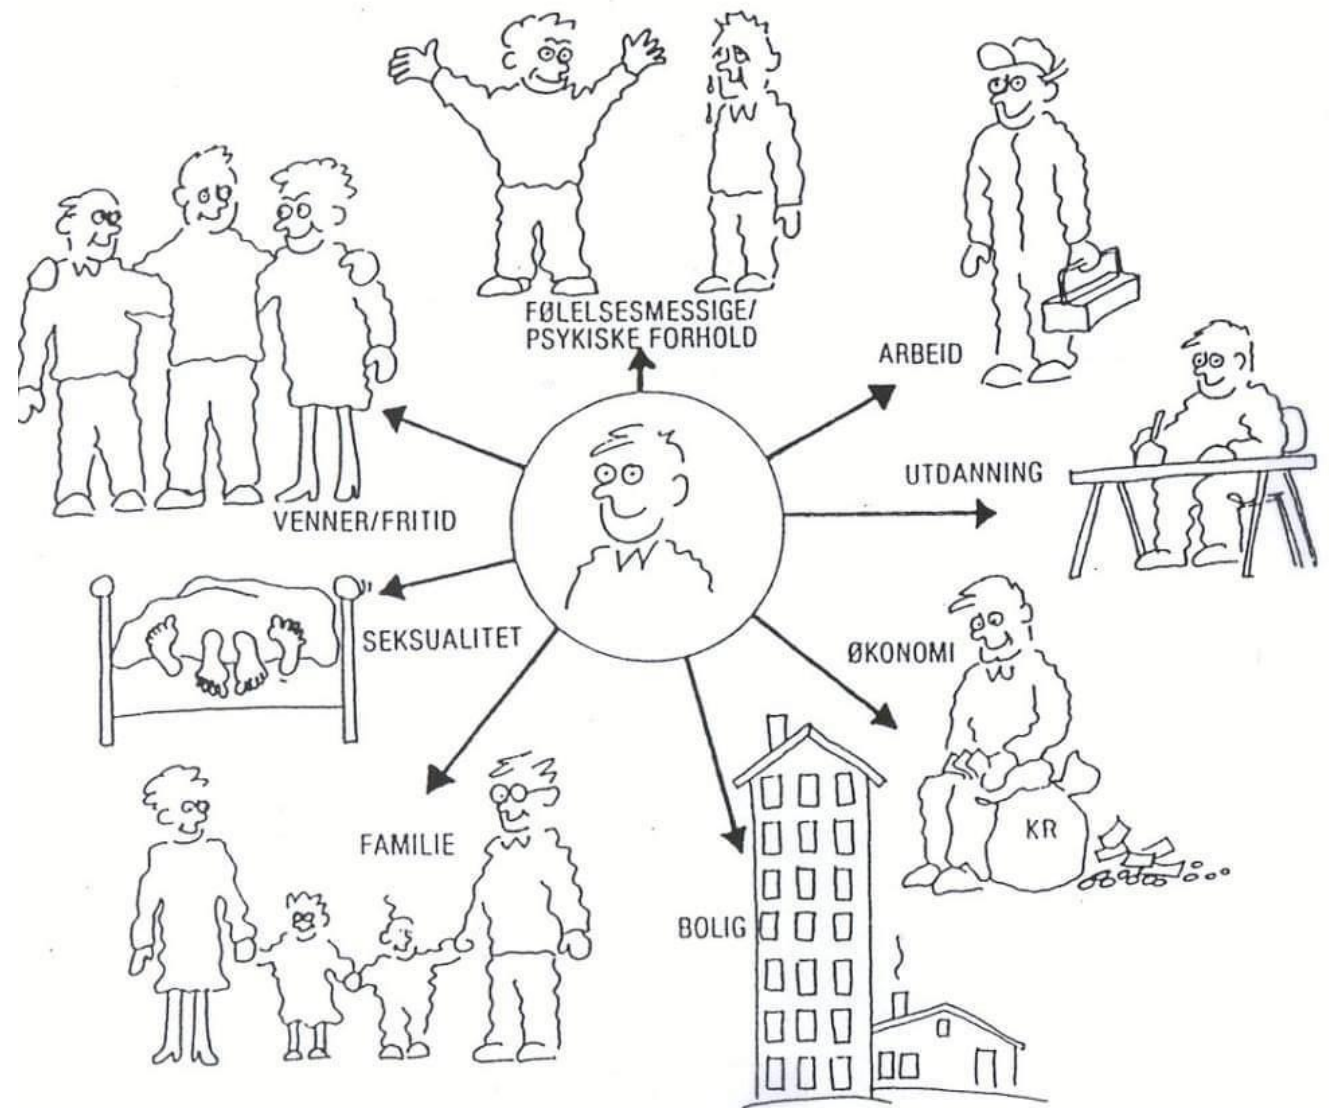 FØLELSESMESSIGE/
PSYKISKE FORHOLD
ARBEID
UTDANNING
VENNER/FRITID
SEKSUALITET
ØKONOMI
KR
FAMILIE
BOLIG